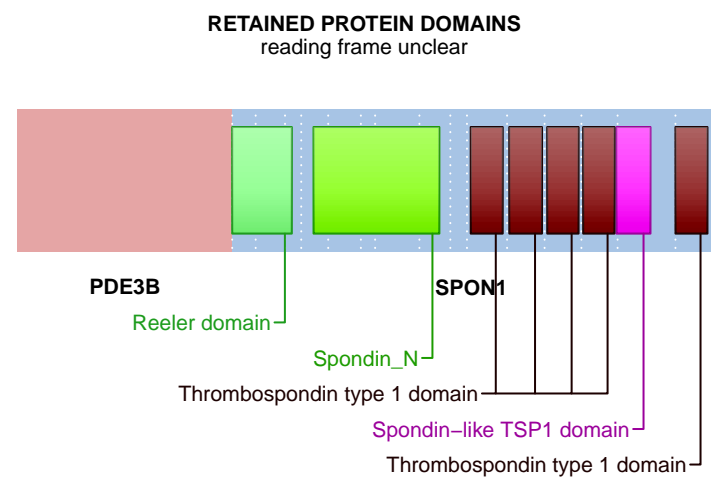 RETAINED PROTEIN DOMAINS
reading frame unclear
PDE3B SPON1
Reeler domain
Spondin_N
Thrombospondin type 1 domain
Spondin−like TSP1 domain
Thrombospondin type 1 domain